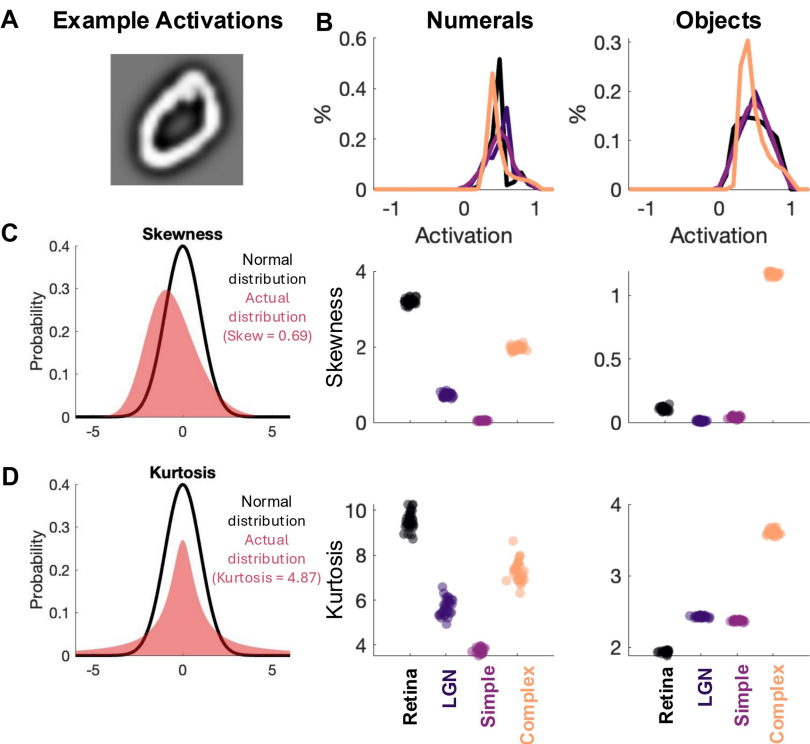 A Example Activations
B Numerals
Objects
0.6
0.4
0.2
0
%
-1 0 1
Activation
0.3
0.2
0.1
0
%
-1 0 1
Activation
C
Skewness
0.4
0.3
0.2
0.1
0
Probability
-5 0 5
Normal
distribution
Actual
distribution
(Skew = 0.69)
Skewness
4
2
0
1
0.5
0
D
Kurtosis
0.4
0.3
0.2
0.1
0
Probability
-5 0 5
Normal
distribution
Actual
distribution
(Kurtosis = 4.87)
Kurtosis
10
8
6
4
Retina
LGN
Simple
Complex
4
3
2
Retina
LGN
Simple
Complex